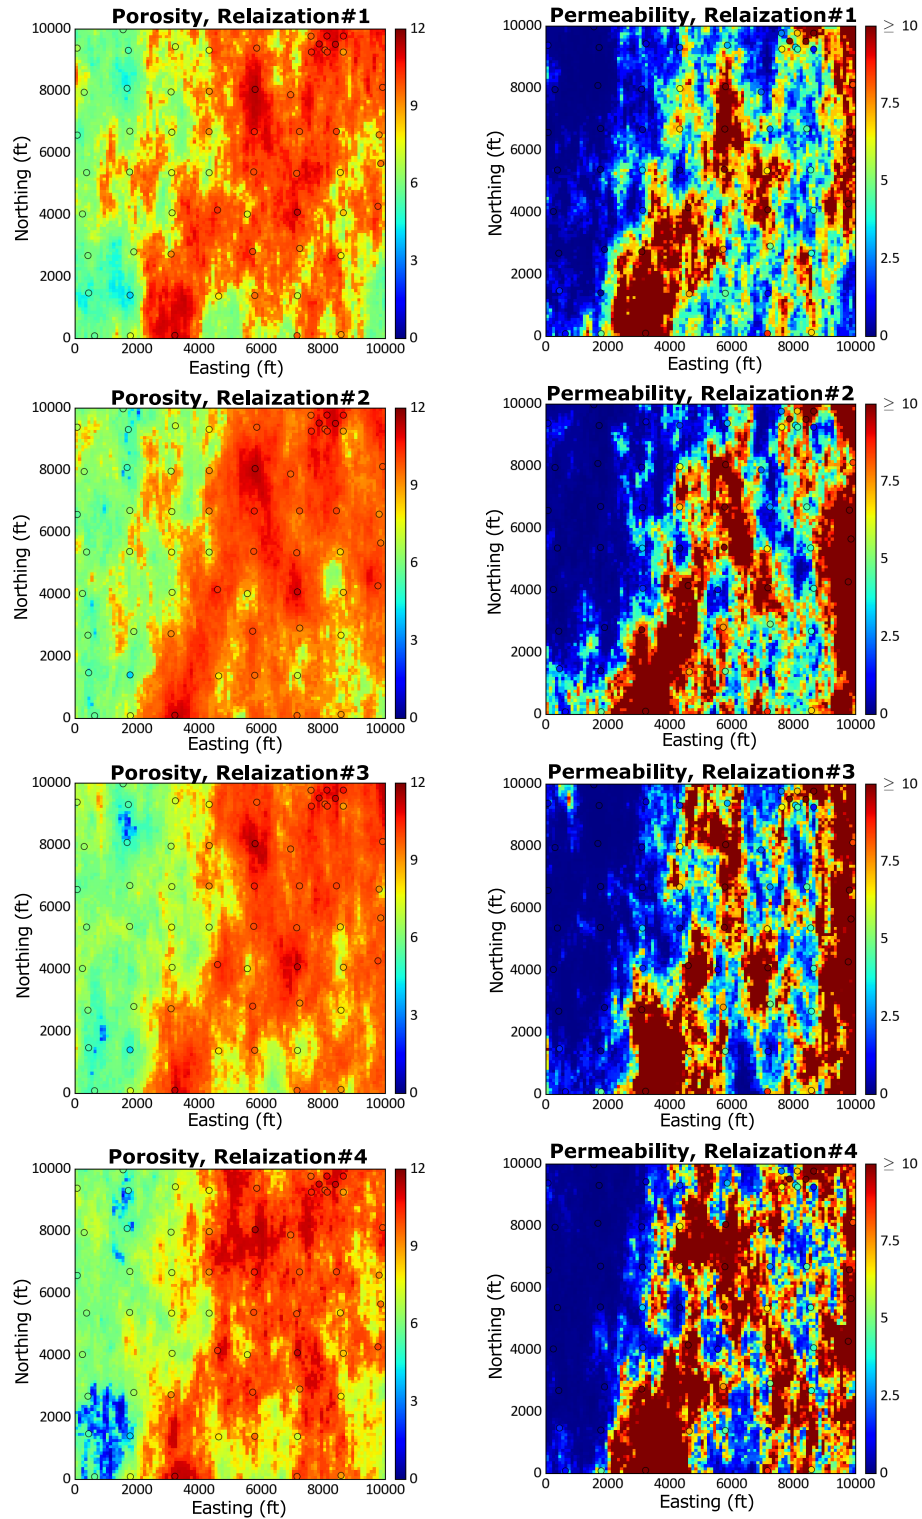 Porosity, Relaization#1
Northing (ft)
10000
8000
6000
4000
2000
0
0 2000 4000 6000 8000 10000
Easting (ft)
12
9
6
3
0
Permeability, Relaization#1
Northing (ft)
10000
8000
6000
4000
2000
0
0 2000 4000 6000 8000 10000
Easting (ft)
≥ 10
7.5
5
2.5
0
Porosity, Relaization#2
Northing (ft)
10000
8000
6000
4000
2000
0
0 2000 4000 6000 8000 10000
Easting (ft)
12
9
6
3
0
Permeability, Relaization#2
Northing (ft)
10000
8000
6000
4000
2000
0
0 2000 4000 6000 8000 10000
Easting (ft)
≥ 10
7.5
5
2.5
0
Porosity, Relaization#3
Northing (ft)
10000
8000
6000
4000
2000
0
0 2000 4000 6000 8000 10000
Easting (ft)
12
9
6
3
0
Permeability, Relaization#3
Northing (ft)
10000
8000
6000
4000
2000
0
0 2000 4000 6000 8000 10000
Easting (ft)
≥ 10
7.5
5
2.5
0
Porosity, Relaization#4
Northing (ft)
10000
8000
6000
4000
2000
0
0 2000 4000 6000 8000 10000
Easting (ft)
12
9
6
3
0
Permeability, Relaization#4
Northing (ft)
10000
8000
6000
4000
2000
0
0 2000 4000 6000 8000 10000
Easting (ft)
≥ 10
7.5
5
2.5
0